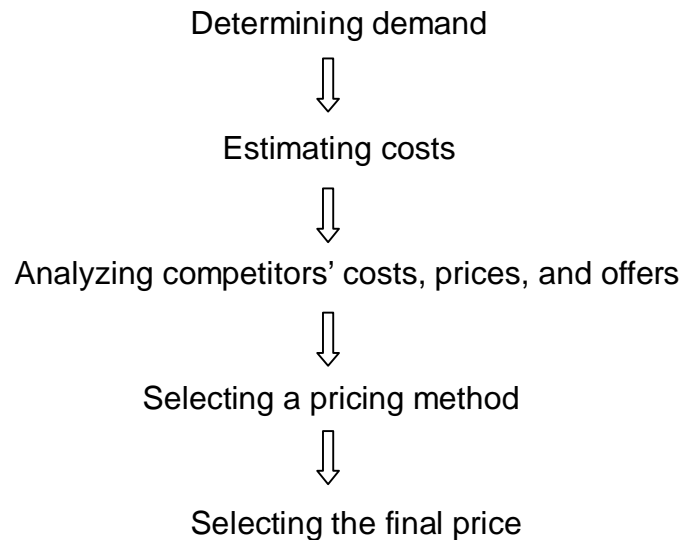 Determining demand
Estimating costs
Analyzing competitors’ costs, prices, and offers
Selecting a pricing method
Selecting the final price